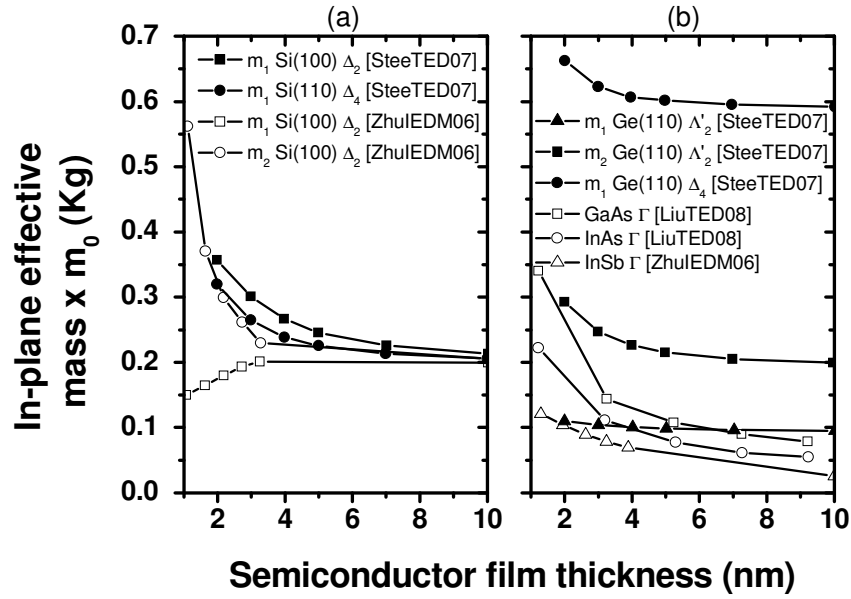 (a)
(b)
In-plane effective
mass x m₀ (Kg)
0.7
0.6
0.5
0.4
0.3
0.2
0.1
0.0
m₁ Si(100) Δ₂ [SteeTED07]
m₁ Si(110) Δ₄ [SteeTED07]
m₁ Si(100) Δ₂ [ZhuIEDM06]
m₂ Si(100) Δ₂ [ZhuIEDM06]
m₁ Ge(110) Λ'₂ [SteeTED07]
m₂ Ge(110) Λ'₂ [SteeTED07]
m₁ Ge(110) Δ₄ [SteeTED07]
GaAs Γ [LiuTED08]
InAs Γ [LiuTED08]
InSb Γ [ZhuIEDM06]
2 4 6 8 10
2 4 6 8 10
Semiconductor film thickness (nm)